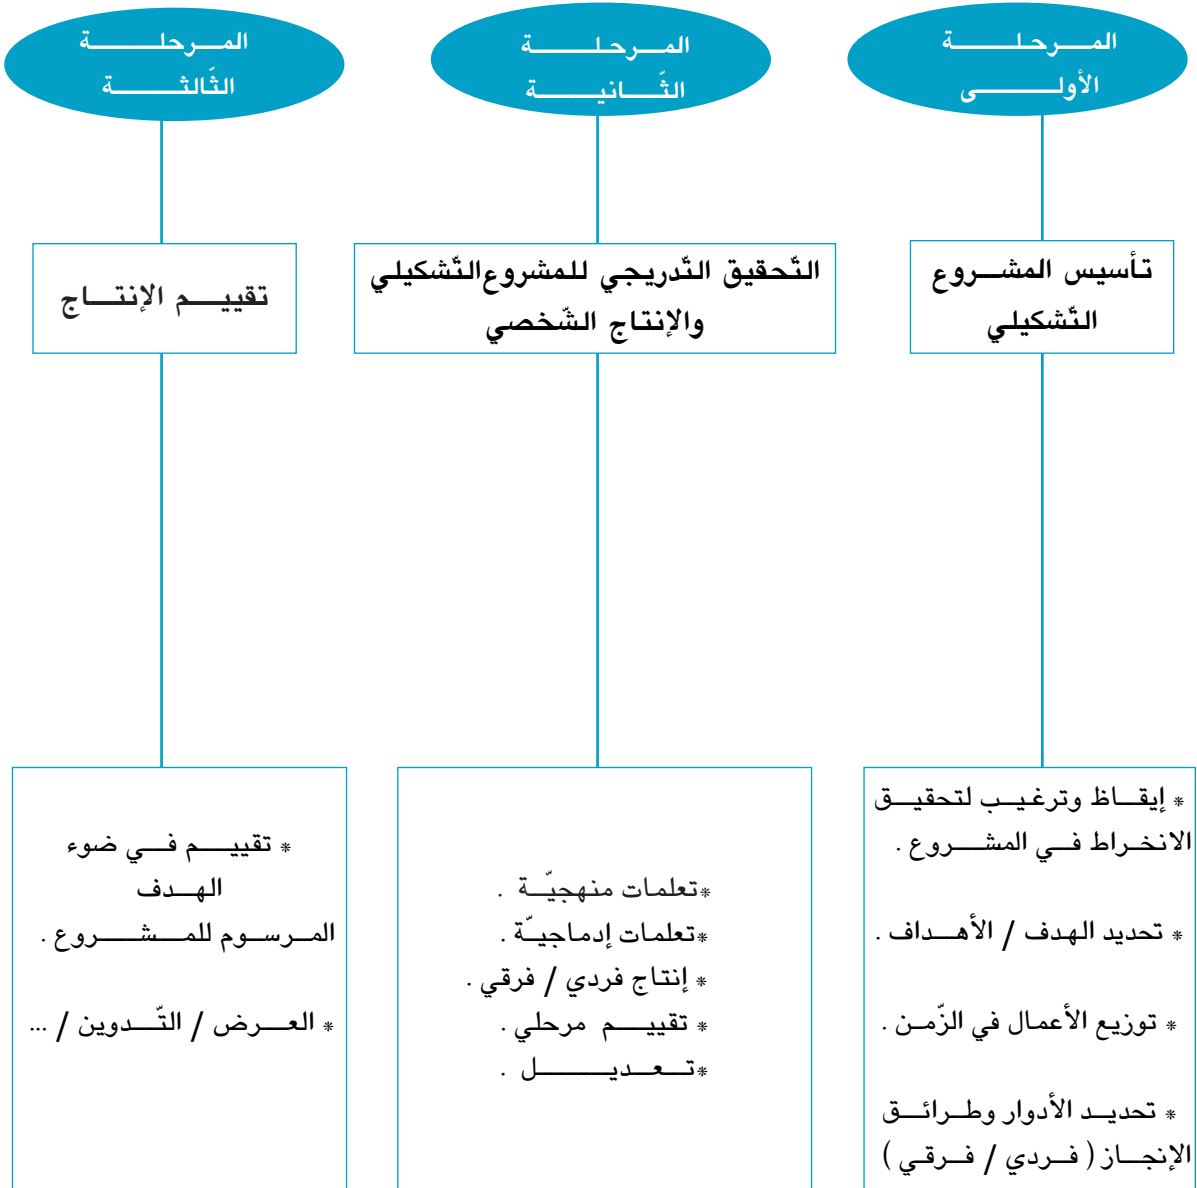 المرحلة
الأولى
المرحلة
الثّانية
المرحلة
الثّالثة
تأسيس المشروع
التّشكيلي
التّحقيق التّدريجي للمشروع التّشكيلي
والإنتاج الشّخصي
تقييم الإنتاج
* إيقاظ وترغيب لتحقيق
الانخراط في المشروع .
* تحديد الهدف / الأهداف .
* توزيع الأعمال في الزّمن .
* تحديد الأدوار وطرائق
الإنجاز ( فردي / فرقي )
*تعلمات منهجيّة .
*تعلمات إدماجيّة .
* إنتاج فردي / فرقي .
* تقييم مرحلي .
*تعديل .
* تقييم في ضوء
الهدف
المرسوم للمشروع .
* العرض / التّدوين / ...